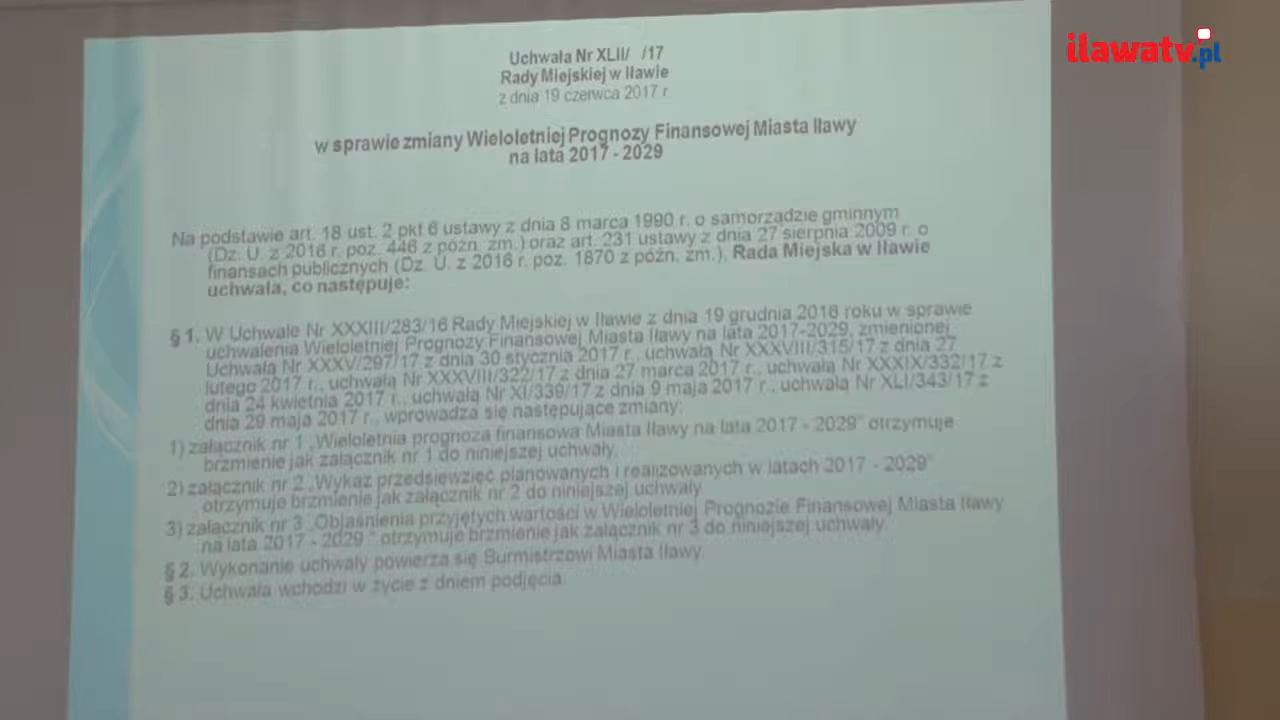 ilawatv.pl
Uchwała Nr XLII/ /17
Rady Miejskiej w Iławie
z dnia 19 czerwca 2017 r
w sprawie zmiany Wieloletniej Prognozy Finansowej Miasta Iławy
na lata 2017 - 2029
Na podstawie art. 18 ust. 2 pkt 6 ustawy z dnia 8 marca 1990 r. o samorządzie gminnym
(Dz. U. z 2016 r. poz. 446 z późn. zm.) oraz art. 231 ustawy z dnia 27 sierpnia 2009 r. o
finansach publicznych (Dz. U. z 2016 r. poz. 1870 z późn. zm.), Rada Miejska w Iławie
uchwala, co następuje:
§ 1. W Uchwale Nr XXXIII/283/16 Rady Miejskiej w Iławie z dnia 19 grudnia 2016 roku w sprawie
uchwalenia Wieloletniej Prognozy Finansowej Miasta Iławy na lata 2017-2029, zmienionej
Uchwałą Nr XXXV/297/17 z dnia 30 stycznia 2017 r., uchwałą Nr XXXVIII/315/17 z dnia 27
lutego 2017 r., uchwałą Nr XXXVIII/322/17 z dnia 27 marca 2017 r., uchwałą Nr XXXIX/332/17 z
dnia 24 kwietnia 2017 r., uchwałą Nr XI/339/17 z dnia 9 maja 2017 r., uchwałą Nr XLI/343/17 z
dnia 29 maja 2017 r., wprowadza się następujące zmiany:
1) załącznik nr 1 „Wieloletnia prognoza finansowa Miasta Iławy na lata 2017 - 2029” otrzymuje
brzmienie jak załącznik nr 1 do niniejszej uchwały,
2) załącznik nr 2 „Wykaz przedsięwzięć planowanych i realizowanych w latach 2017 - 2029”
otrzymuje brzmienie jak załącznik nr 2 do niniejszej uchwały
3) załącznik nr 3 „Objaśnienia przyjętych wartości w Wieloletniej Prognozie Finansowej Miasta Iławy
na lata 2017 - 2029 ” otrzymuje brzmienie jak załącznik nr 3 do niniejszej uchwały.
§ 2. Wykonanie uchwały powierza się Burmistrzowi Miasta Iławy
§ 3. Uchwała wchodzi w życie z dniem podjęcia.